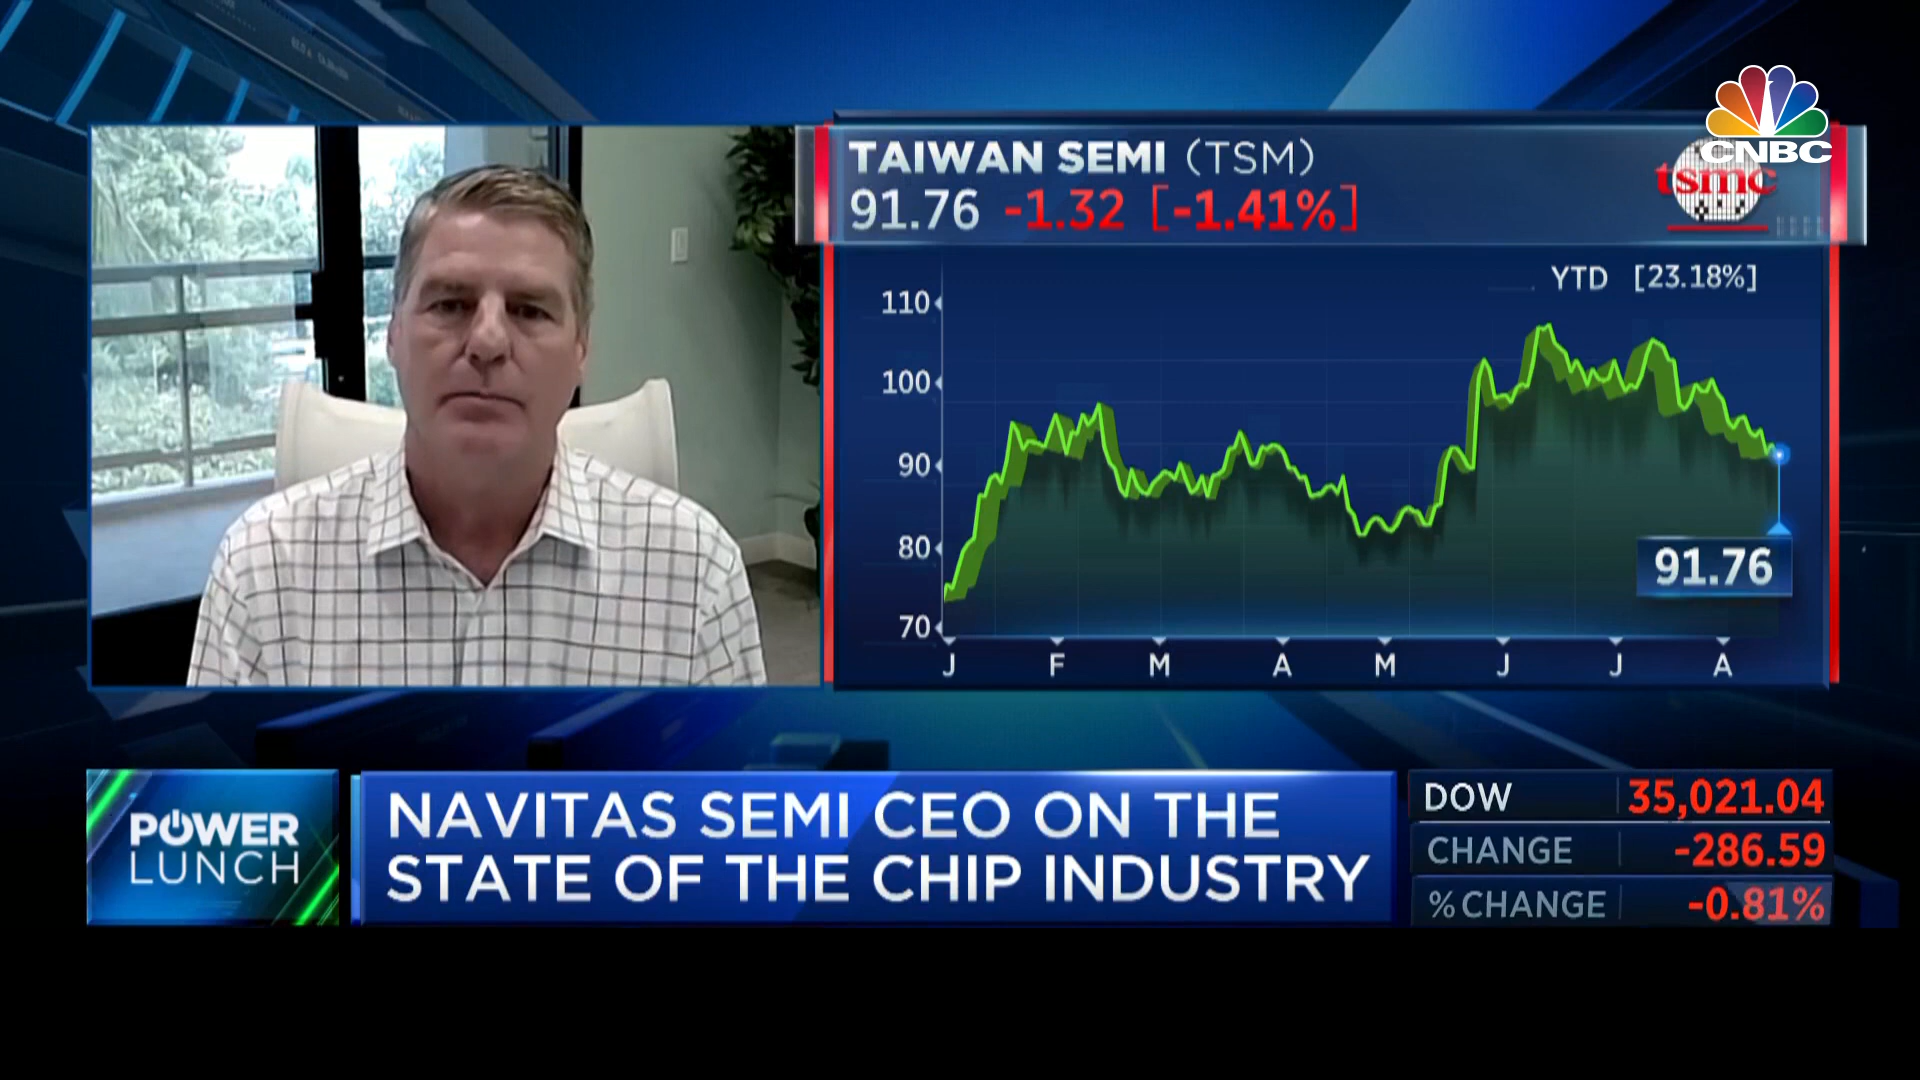 CNBC
TAIWAN SEMI (TSM)
91.76 -1.32 [-1.41%]
tsmc
YTD [23.18%]
110
100
90
80
70
91.76
J F M A M J J A
POWER
LUNCH
NAVITAS SEMI CEO ON THE
STATE OF THE CHIP INDUSTRY
DOW 35,021.04
CHANGE -286.59
% CHANGE -0.81%